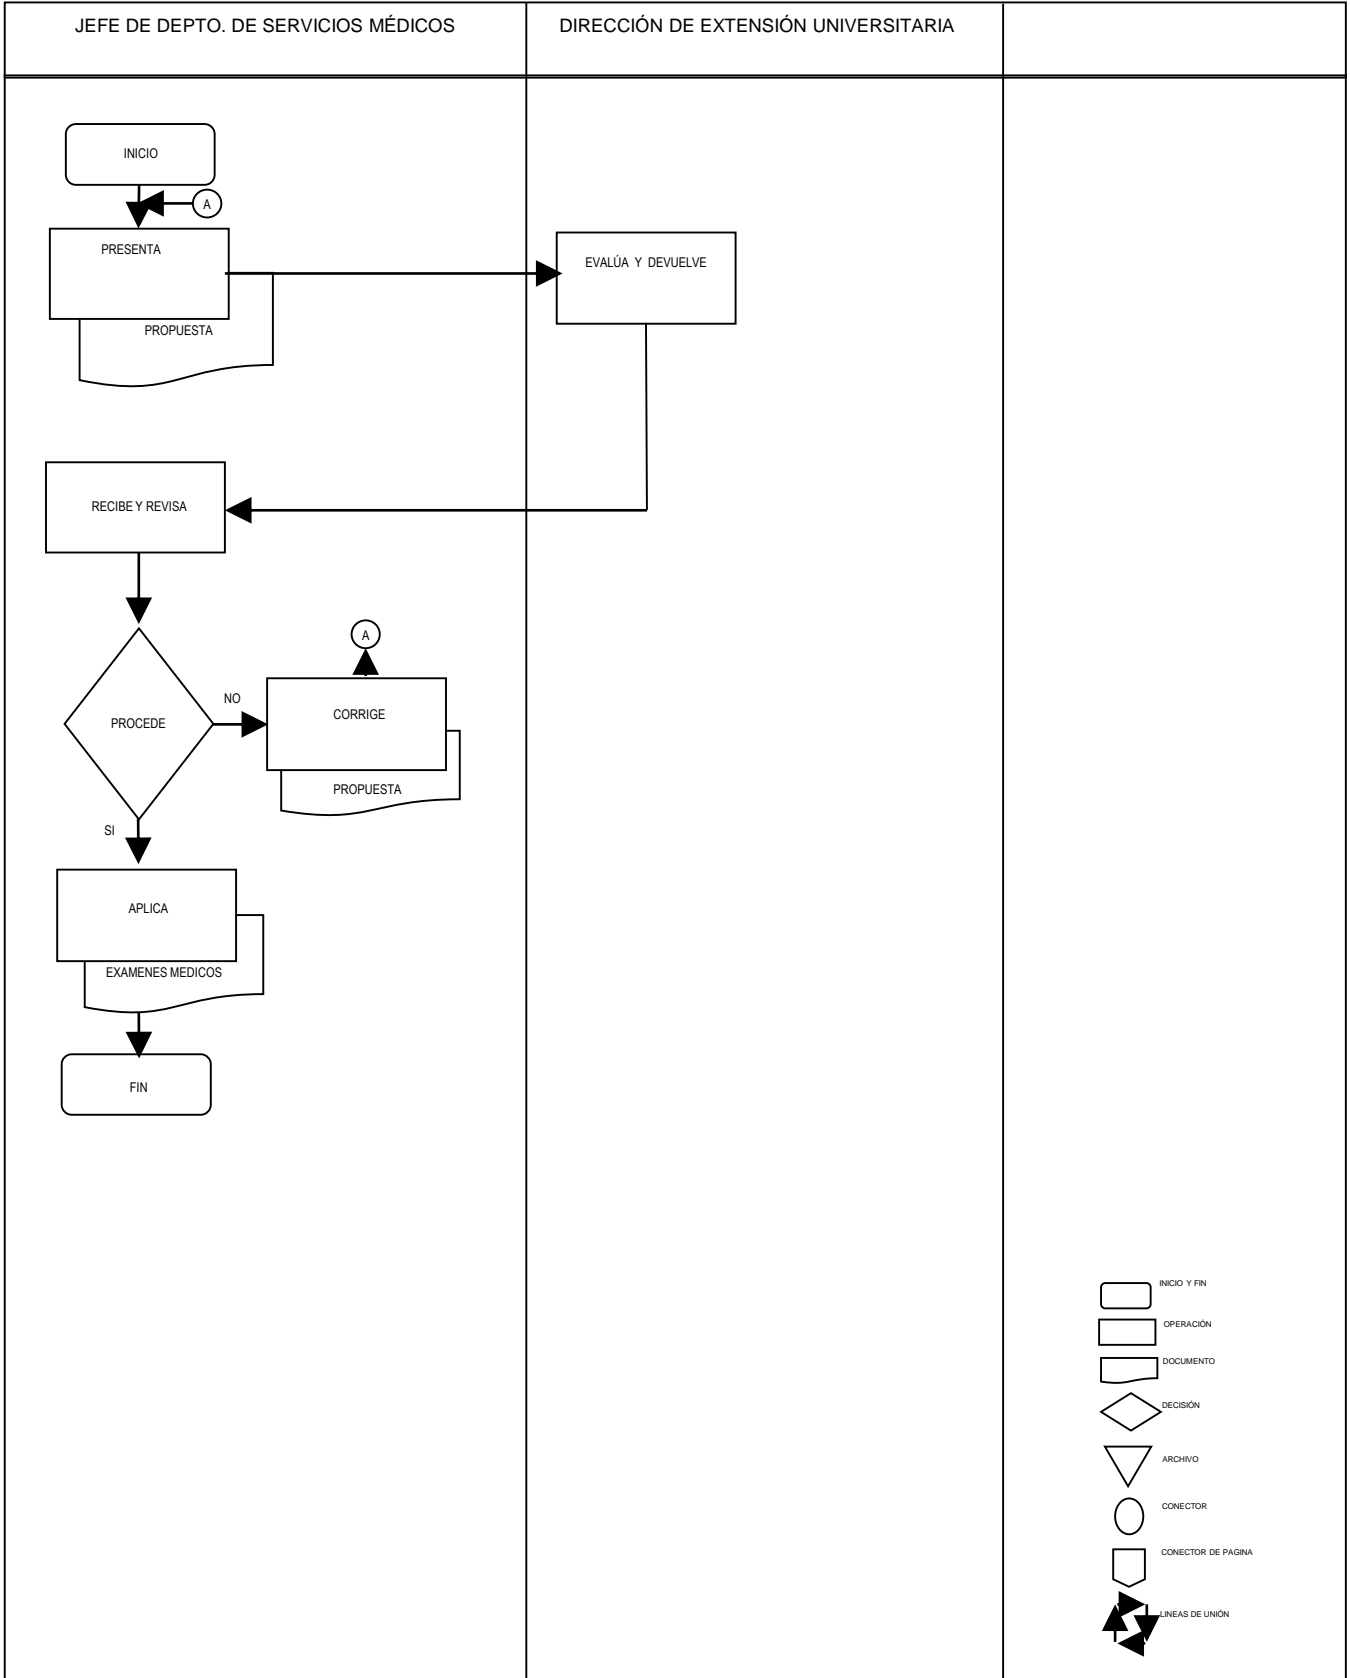 JEFE DE DEPTO. DE SERVICIOS MÉDICOS
DIRECCIÓN DE EXTENSIÓN UNIVERSITARIA
INICIO
A
PRESENTA
PROPUESTA
EVALÚA Y DEVUELVE
RECIBE Y REVISA
A
PROCEDE
NO
CORRIGE
PROPUESTA
SI
APLICA
EXAMENES MEDICOS
FIN
INICIO Y FIN
OPERACIÓN
DOCUMENTO
DECISIÓN
ARCHIVO
CONECTOR
CONECTOR DE PAGINA
LINEAS DE UNIÓN